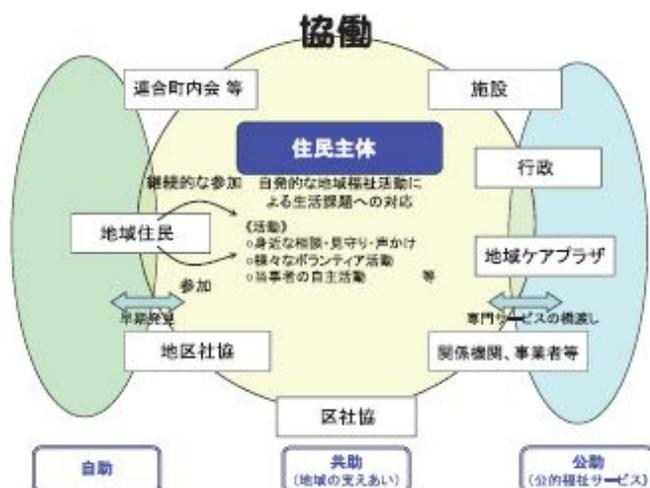 協働
連合町内会 等
施設
住民主体
行政
継続的な参加
自発的な地域福祉活動に
よる生活課題への対応
地域住民
《活動》
○身近な相談・見守り・声かけ
○様々なボランティア活動
○当事者の自主活動 等
地域ケアプラザ
参加
早期発見
専門サービスの橋渡し
地区社協
関係機関、事業者等
区社協
自助
共助
(地域の支えあい)
公助
(公的福祉サービス)